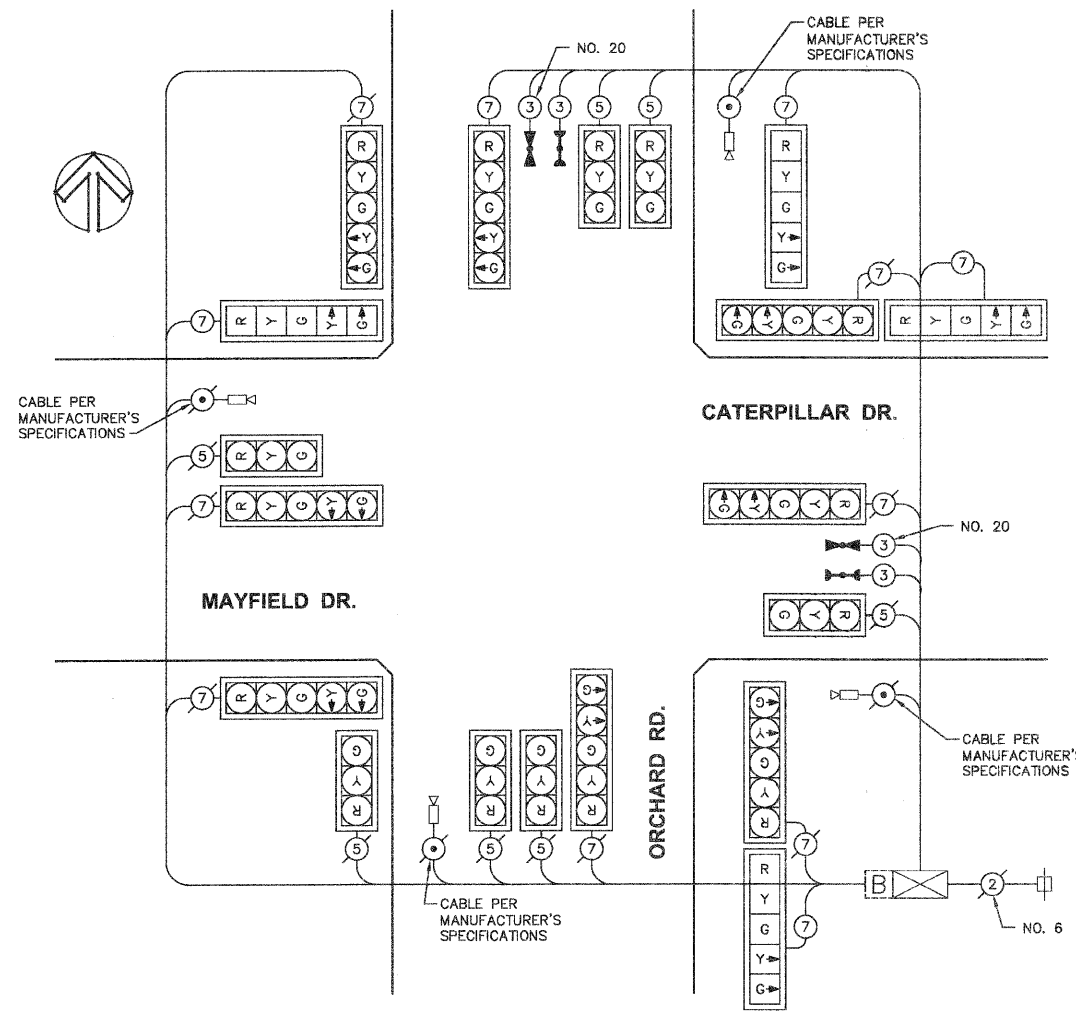 CABLE PER
MANUFACTURER'S
SPECIFICATIONS
NO. 20
7
R
Y
G
Y
G
7
R
Y
G
Y
G
3
3
5
R
Y
G
5
R
Y
G
7
R
Y
G
Y
G
7
R Y G Y G
7
G Y G Y R
7
R Y G Y G
CABLE PER
MANUFACTURER'S
SPECIFICATIONS
CATERPILLAR DR.
5
R Y G
7
R Y G Y G
G Y G Y R
7
3
NO. 20
3
G Y R
5
MAYFIELD DR.
7
R Y G Y G
G
Y
R
5
G
Y
R
5
G
Y
R
5
G
Y
G
Y
R
7
ORCHARD RD.
G
Y
G
Y
R
7
CABLE PER
MANUFACTURER'S
SPECIFICATIONS
R
Y
G
Y
G
7
B
2
NO. 6
CABLE PER
MANUFACTURER'S
SPECIFICATIONS